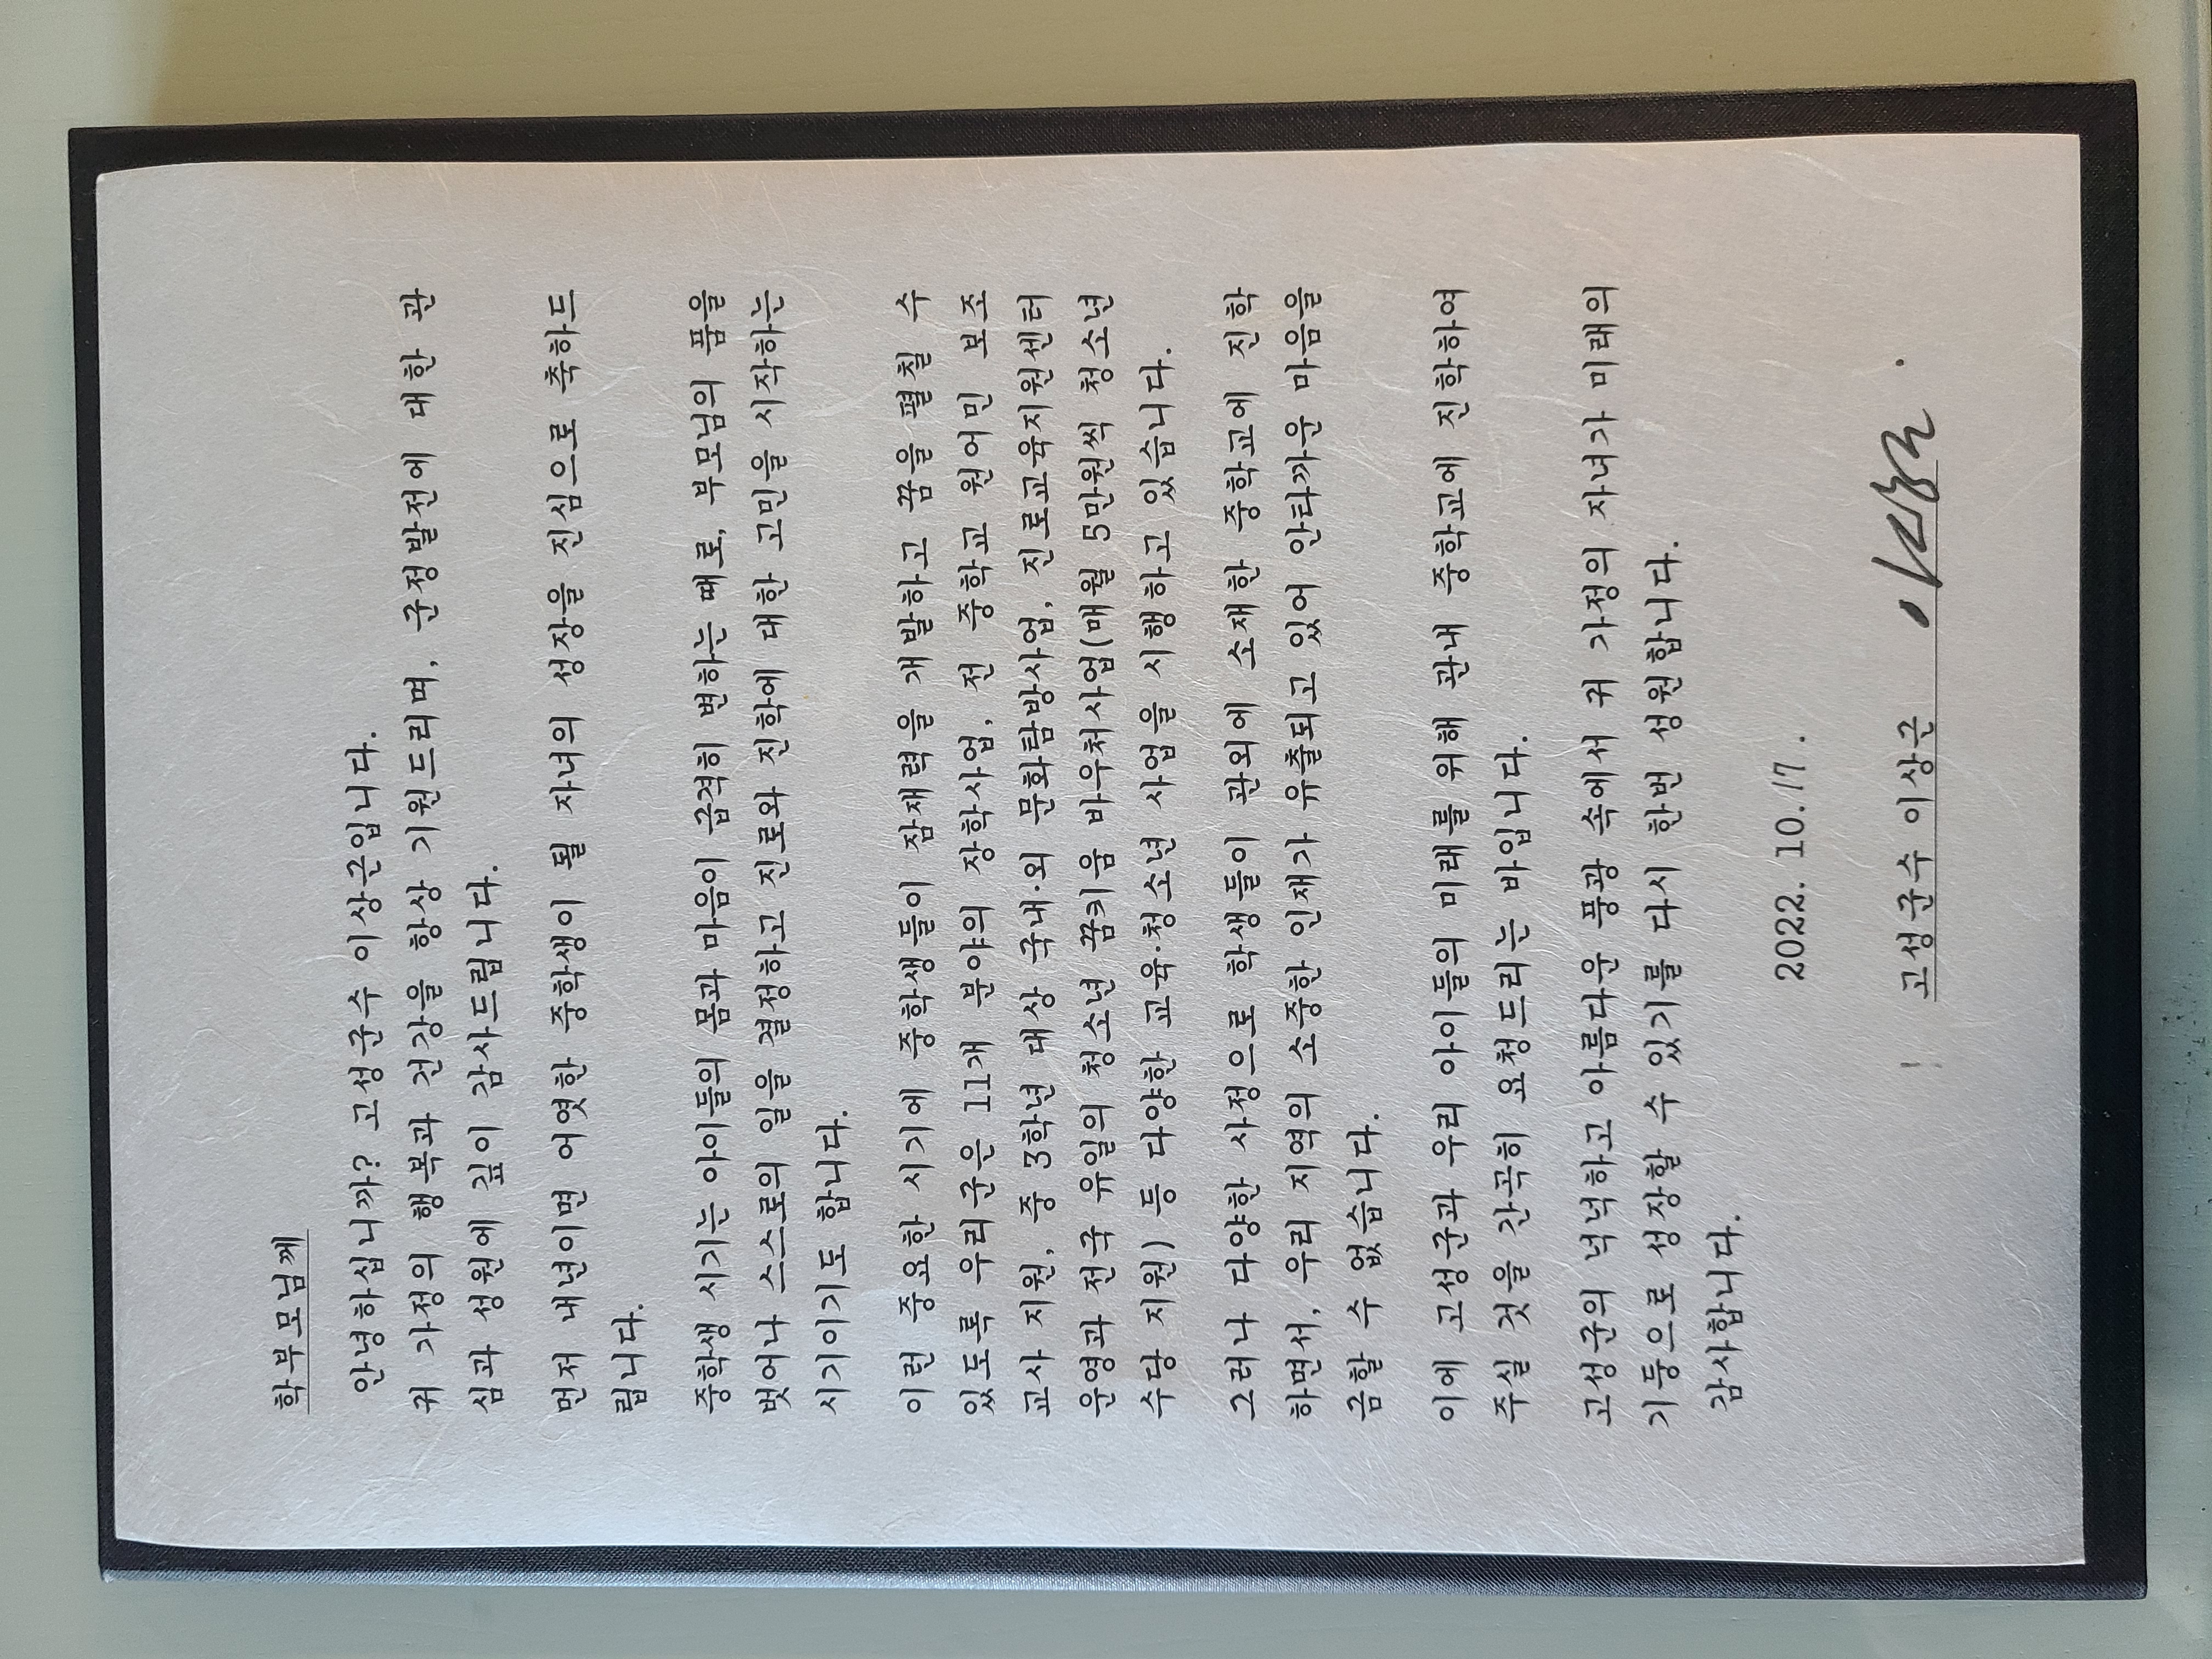 학부모님께
안녕하십니까? 고성군수 이상근입니다.
귀 가정의 행복과 건강을 항상 기원드리며, 군정발전에 대한 관
심과 성원에 깊이 감사드립니다.
먼저 내년이면 어엿한 중학생이 될 자녀의 성장을 진심으로 축하드
립니다.
중학생 시기는 아이들의 몸과 마음이 급격히 변하는 때로, 부모님의 품을
벗어나 스스로의 일을 결정하고 진로와 진학에 대한 고민을 시작하는
시기이기도 합니다.
이런 중요한 시기에 중학생들이 잠재력을 개발하고 꿈을 펼칠 수
있도록 우리군은 11개 분야의 장학사업, 전 중학교 원어민 보조
교사 지원, 중 3학년 대상 국내·외 문화탐방사업, 진로교육지원센터
운영과 전국 유일의 청소년 꿈키움 바우처사업(매월 5만원씩 청소년
수당 지원) 등 다양한 교육·청소년 사업을 시행하고 있습니다.
그러나 다양한 사정으로 학생들이 관외에 소재한 중학교에 진학
하면서, 우리 지역의 소중한 인재가 유출되고 있어 안타까운 마음을
금할 수 없습니다.
이에 고성군과 우리 아이들의 미래를 위해 관내 중학교에 진학하여
주실 것을 간곡히 요청드리는 바입니다.
고성군의 넉넉하고 아름다운 풍광 속에서 귀 가정의 자녀가 미래의
기둥으로 성장할 수 있기를 다시 한번 성원합니다.
감사합니다.
2022. 10. 17.
고성군수 이상근 이상근